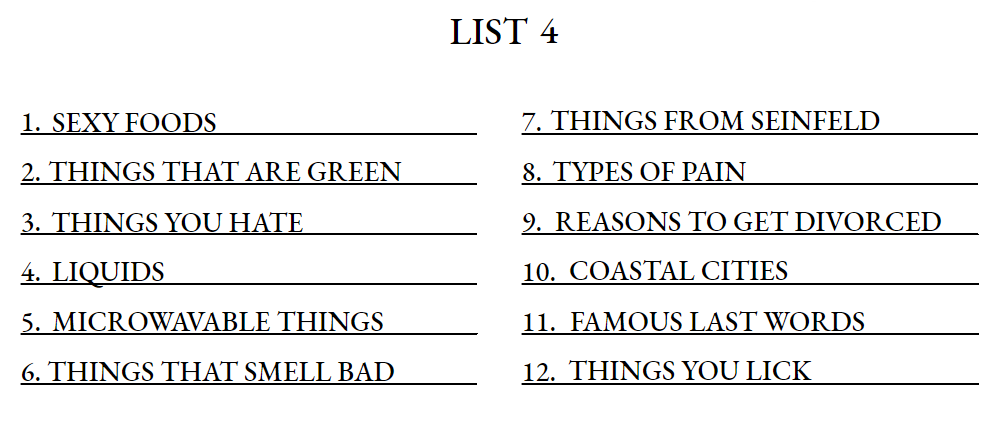 LIST 4
1. SEXY FOODS
2. THINGS THAT ARE GREEN
3. THINGS YOU HATE
4. LIQUIDS
5. MICROWAVABLE THINGS
6. THINGS THAT SMELL BAD
7. THINGS FROM SEINFELD
8. TYPES OF PAIN
9. REASONS TO GET DIVORCED
10. COASTAL CITIES
11. FAMOUS LAST WORDS
12. THINGS YOU LICK